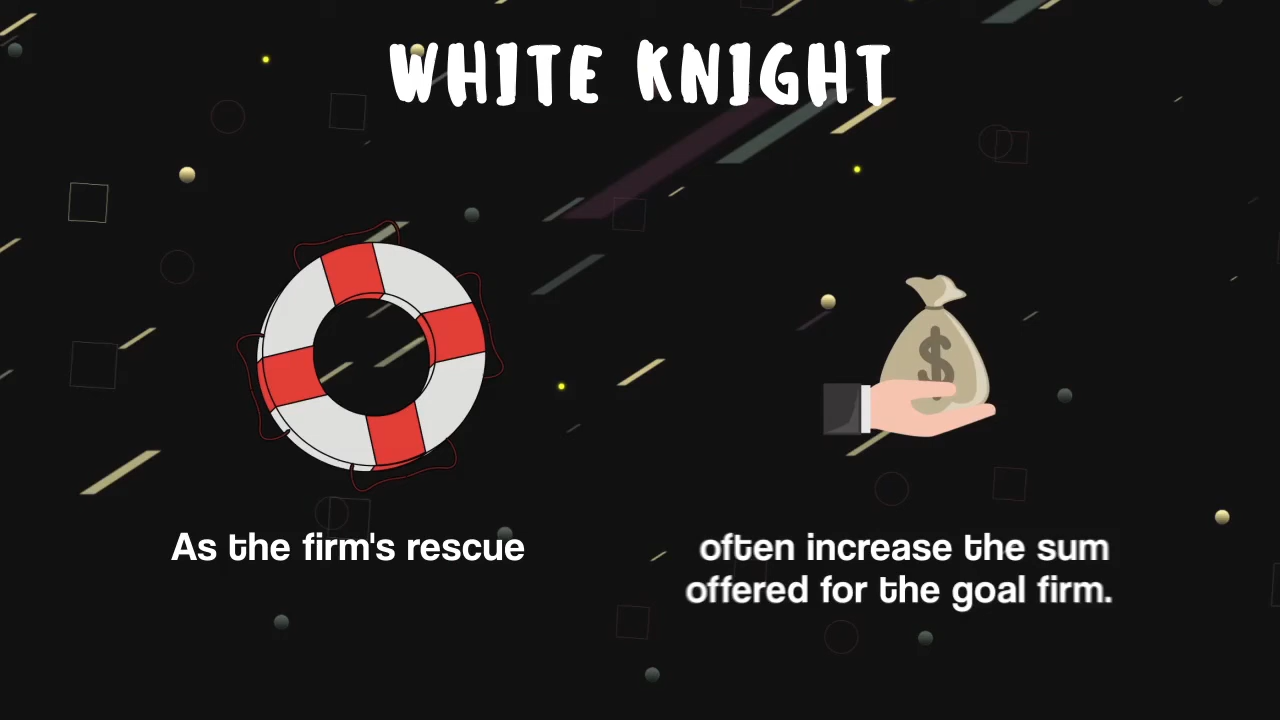 WHITE KNIGHT
As the firm's rescue
often increase the sum
offered for the goal firm.